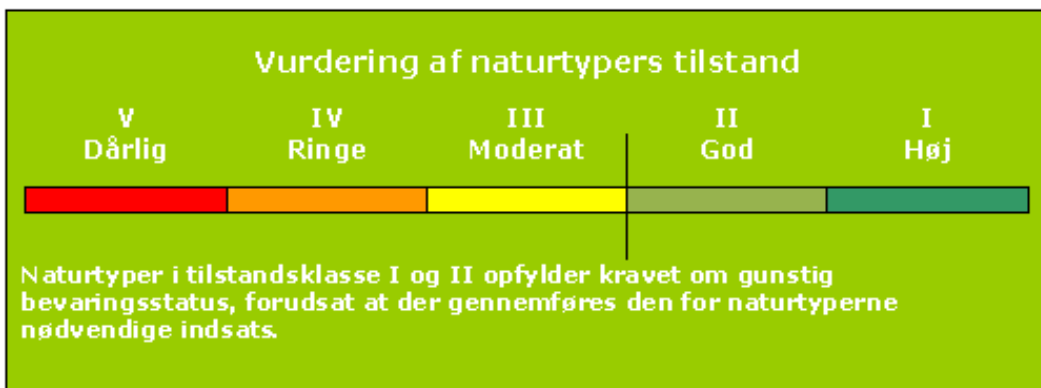 Vurdering af naturtypers tilstand
V IV III II I
Dårlig Ringe Moderat God Høj
Naturtyper i tilstandsklasse I og II opfylder kravet om gunstig
bevaringsstatus, forudsat at der gennemføres den for naturtyperne
nødvendige indsats.